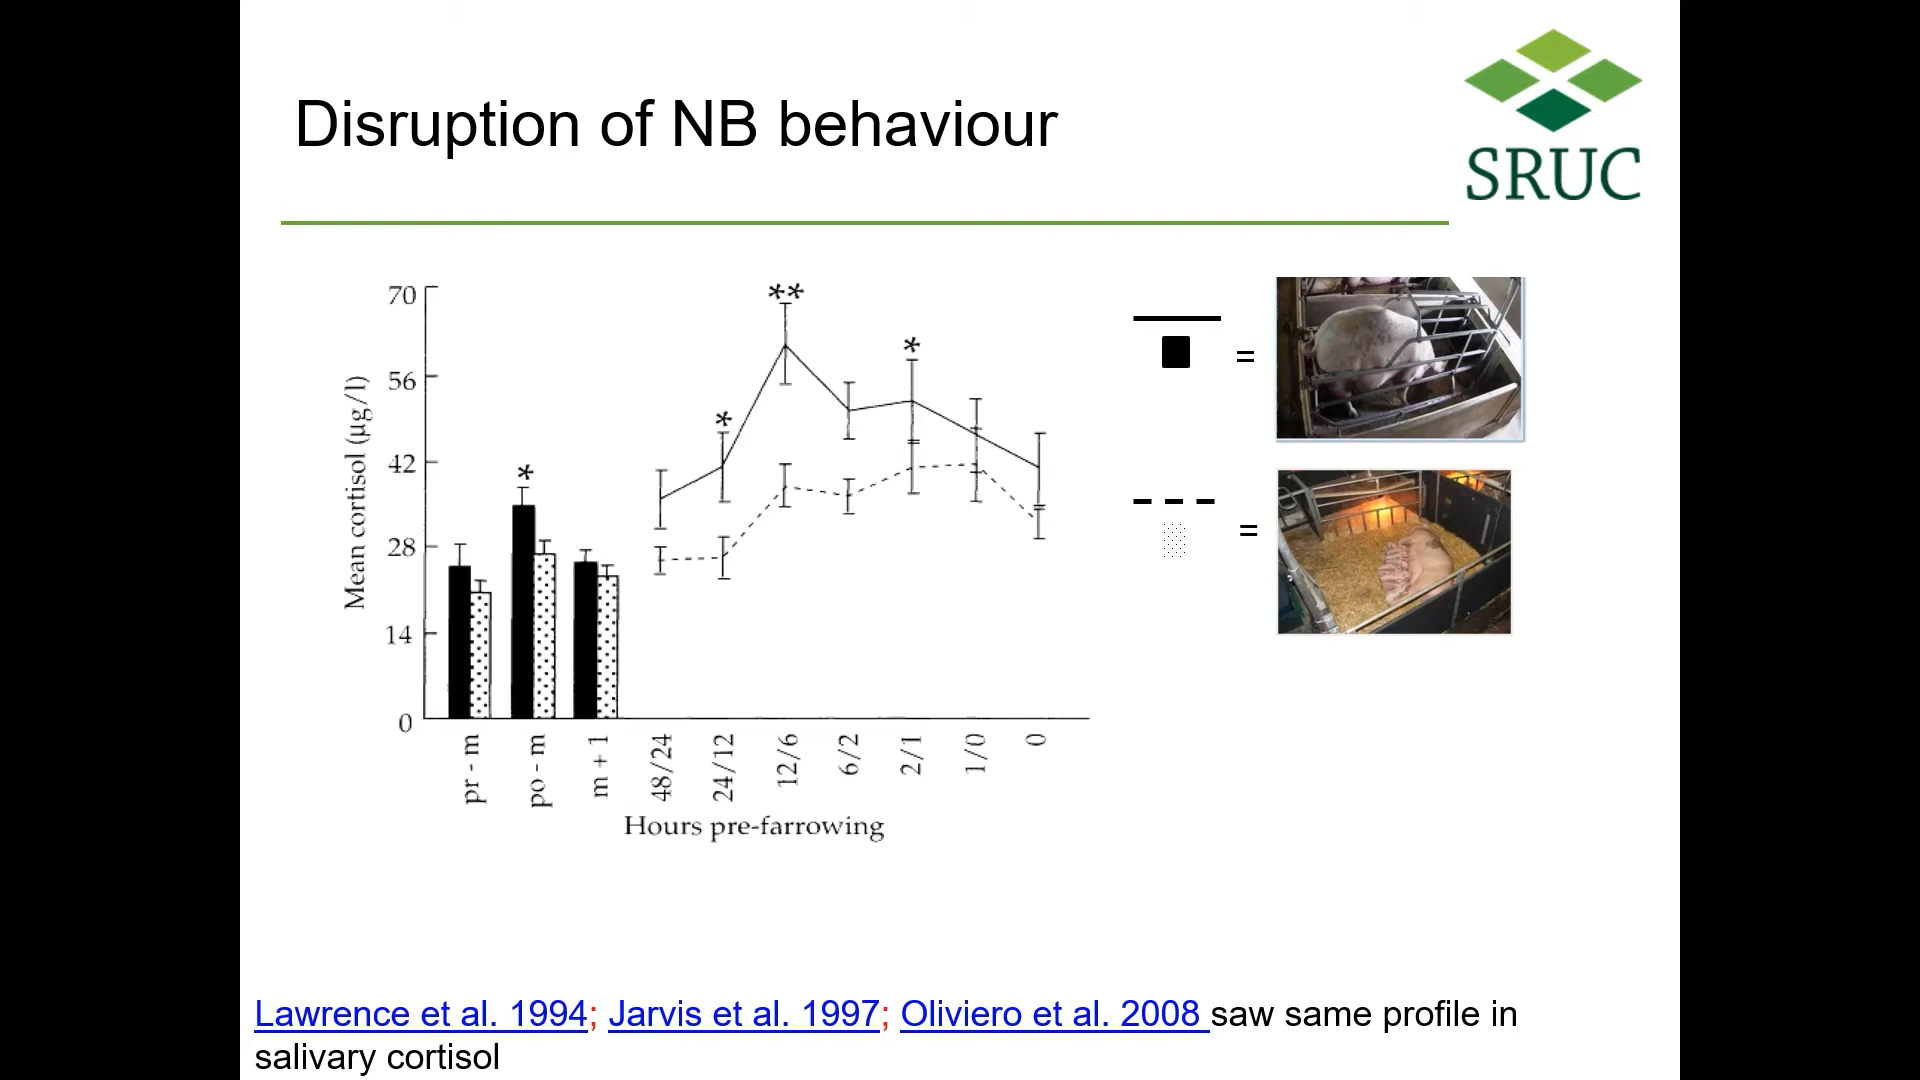 Disruption of NB behaviour
SRUC
70
56
42
28
14
0
Mean cortisol (µg/l)
*
*
**
*
pr - m
po - m
m + 1
48/24
24/12
12/6
6/2
2/1
1/0
0
Hours pre-farrowing
=
=
Lawrence et al. 1994; Jarvis et al. 1997; Oliviero et al. 2008 saw same profile in
salivary cortisol